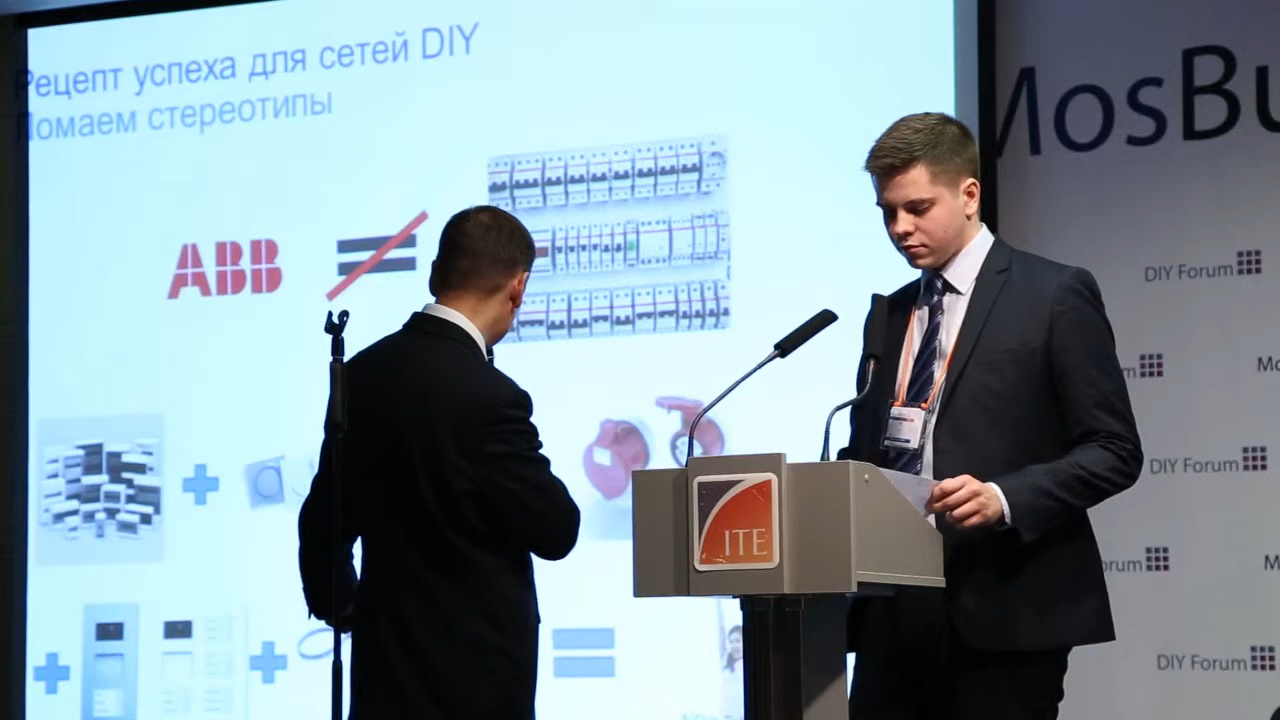 Рецепт успеха для сетей DIY
Ломаем стереотипы
ABB
MosBu
DIY Forum
DIY Forum
DIY Forum
ITE